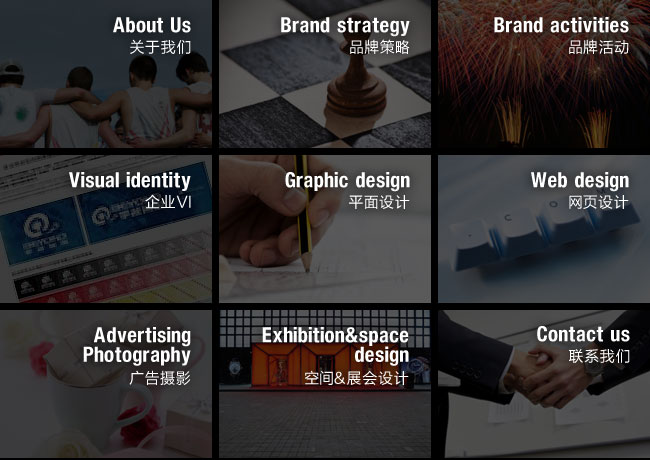 About Us
关于我们
Brand strategy
品牌策略
Brand activities
品牌活动
Visual identity
企业VI
Graphic design
平面设计
Web design
网页设计
Advertising
Photography
广告摄影
Exhibition&space
design
空间&展会设计
Contact us
联系我们